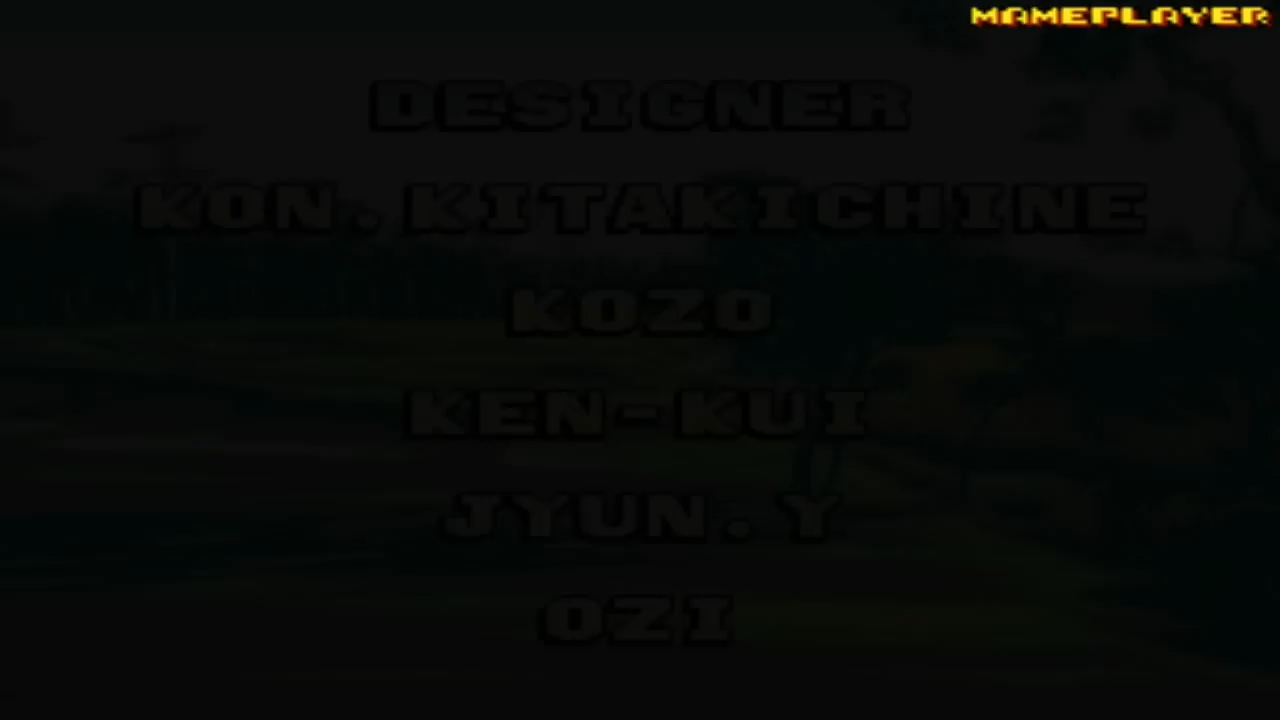 MAMEPLAYER
DESIGNER
KON.KITAKICHINE
KOZO
KEN-KUI
JYUN.Y
OZI